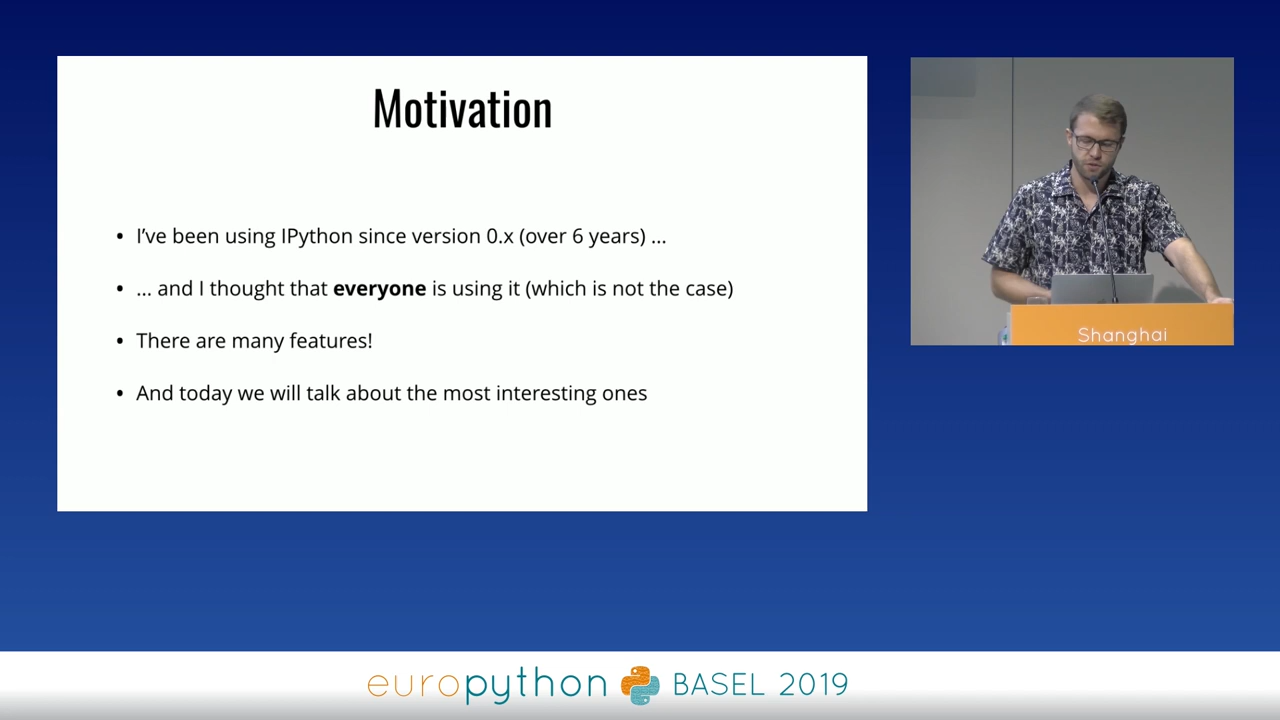 Motivation
• I've been using IPython since version 0.x (over 6 years) ...
• ... and I thought that everyone is using it (which is not the case)
• There are many features!
• And today we will talk about the most interesting ones
Shanghai
europython BASEL 2019